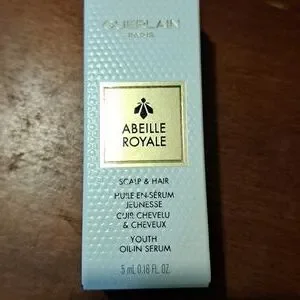 GUERLAIN
PARIS
ABEILLE
ROYALE
SCALP & HAIR
HUILE-EN-SÉRUM
JEUNESSE
CUIR CHEVELU
& CHEVEUX
YOUTH
OIL-IN SERUM
5 mL 0.16 FL. OZ.